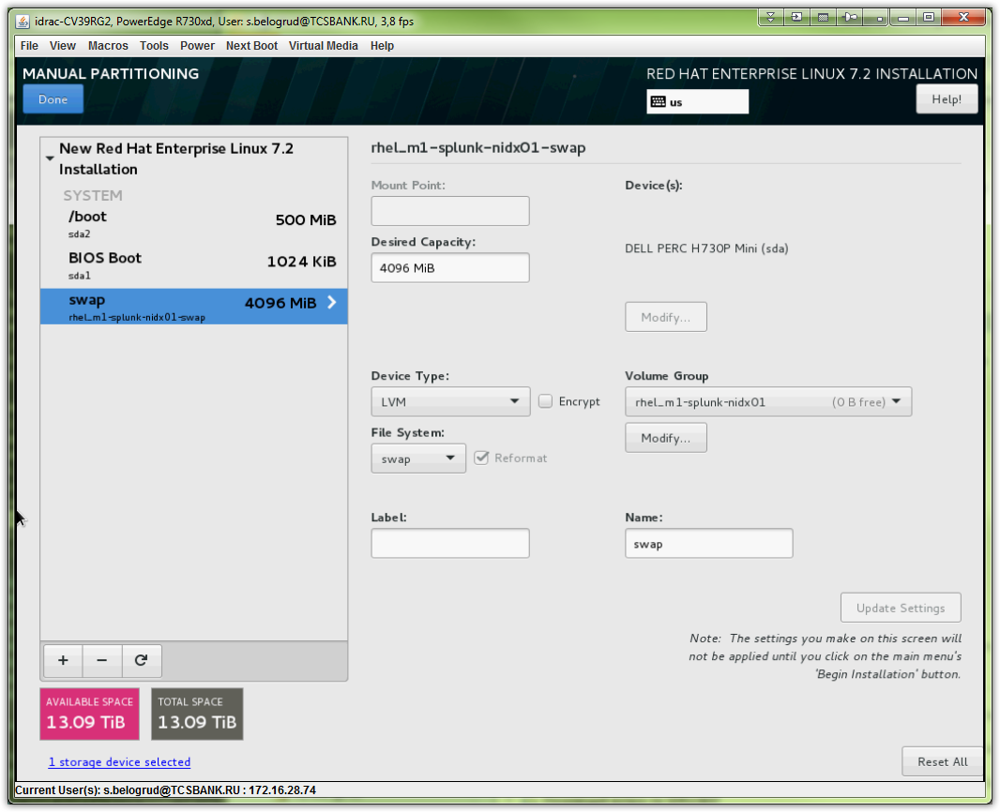 idrac-CV39RG2, PowerEdge R730xd, User: s.belogrud@TCSBANK.RU, 3,8 fps
File View Macros Tools Power Next Boot Virtual Media Help
MANUAL PARTITIONING
RED HAT ENTERPRISE LINUX 7.2 INSTALLATION
Done
us
Help!
New Red Hat Enterprise Linux 7.2
Installation
SYSTEM
/boot 500 MiB
sda2
BIOS Boot 1024 KiB
sda1
swap 4096 MiB
rhel_m1-splunk-nidx01-swap
rhel_m1-splunk-nidx01-swap
Mount Point:
Device(s):
Desired Capacity:
4096 MiB
DELL PERC H730P Mini (sda)
Modify...
Device Type:
Volume Group
LVM
Encrypt
rhel_m1-splunk-nidx01 (0 B free)
Modify...
File System:
swap
Reformat
Label:
Name:
swap
Update Settings
Note: The settings you make on this screen will
not be applied until you click on the main menu's
'Begin Installation' button.
+ −
AVAILABLE SPACE
13.09 TiB
TOTAL SPACE
13.09 TiB
1 storage device selected
Reset All
Current User(s): s.belogrud@TCSBANK.RU : 172.16.28.74